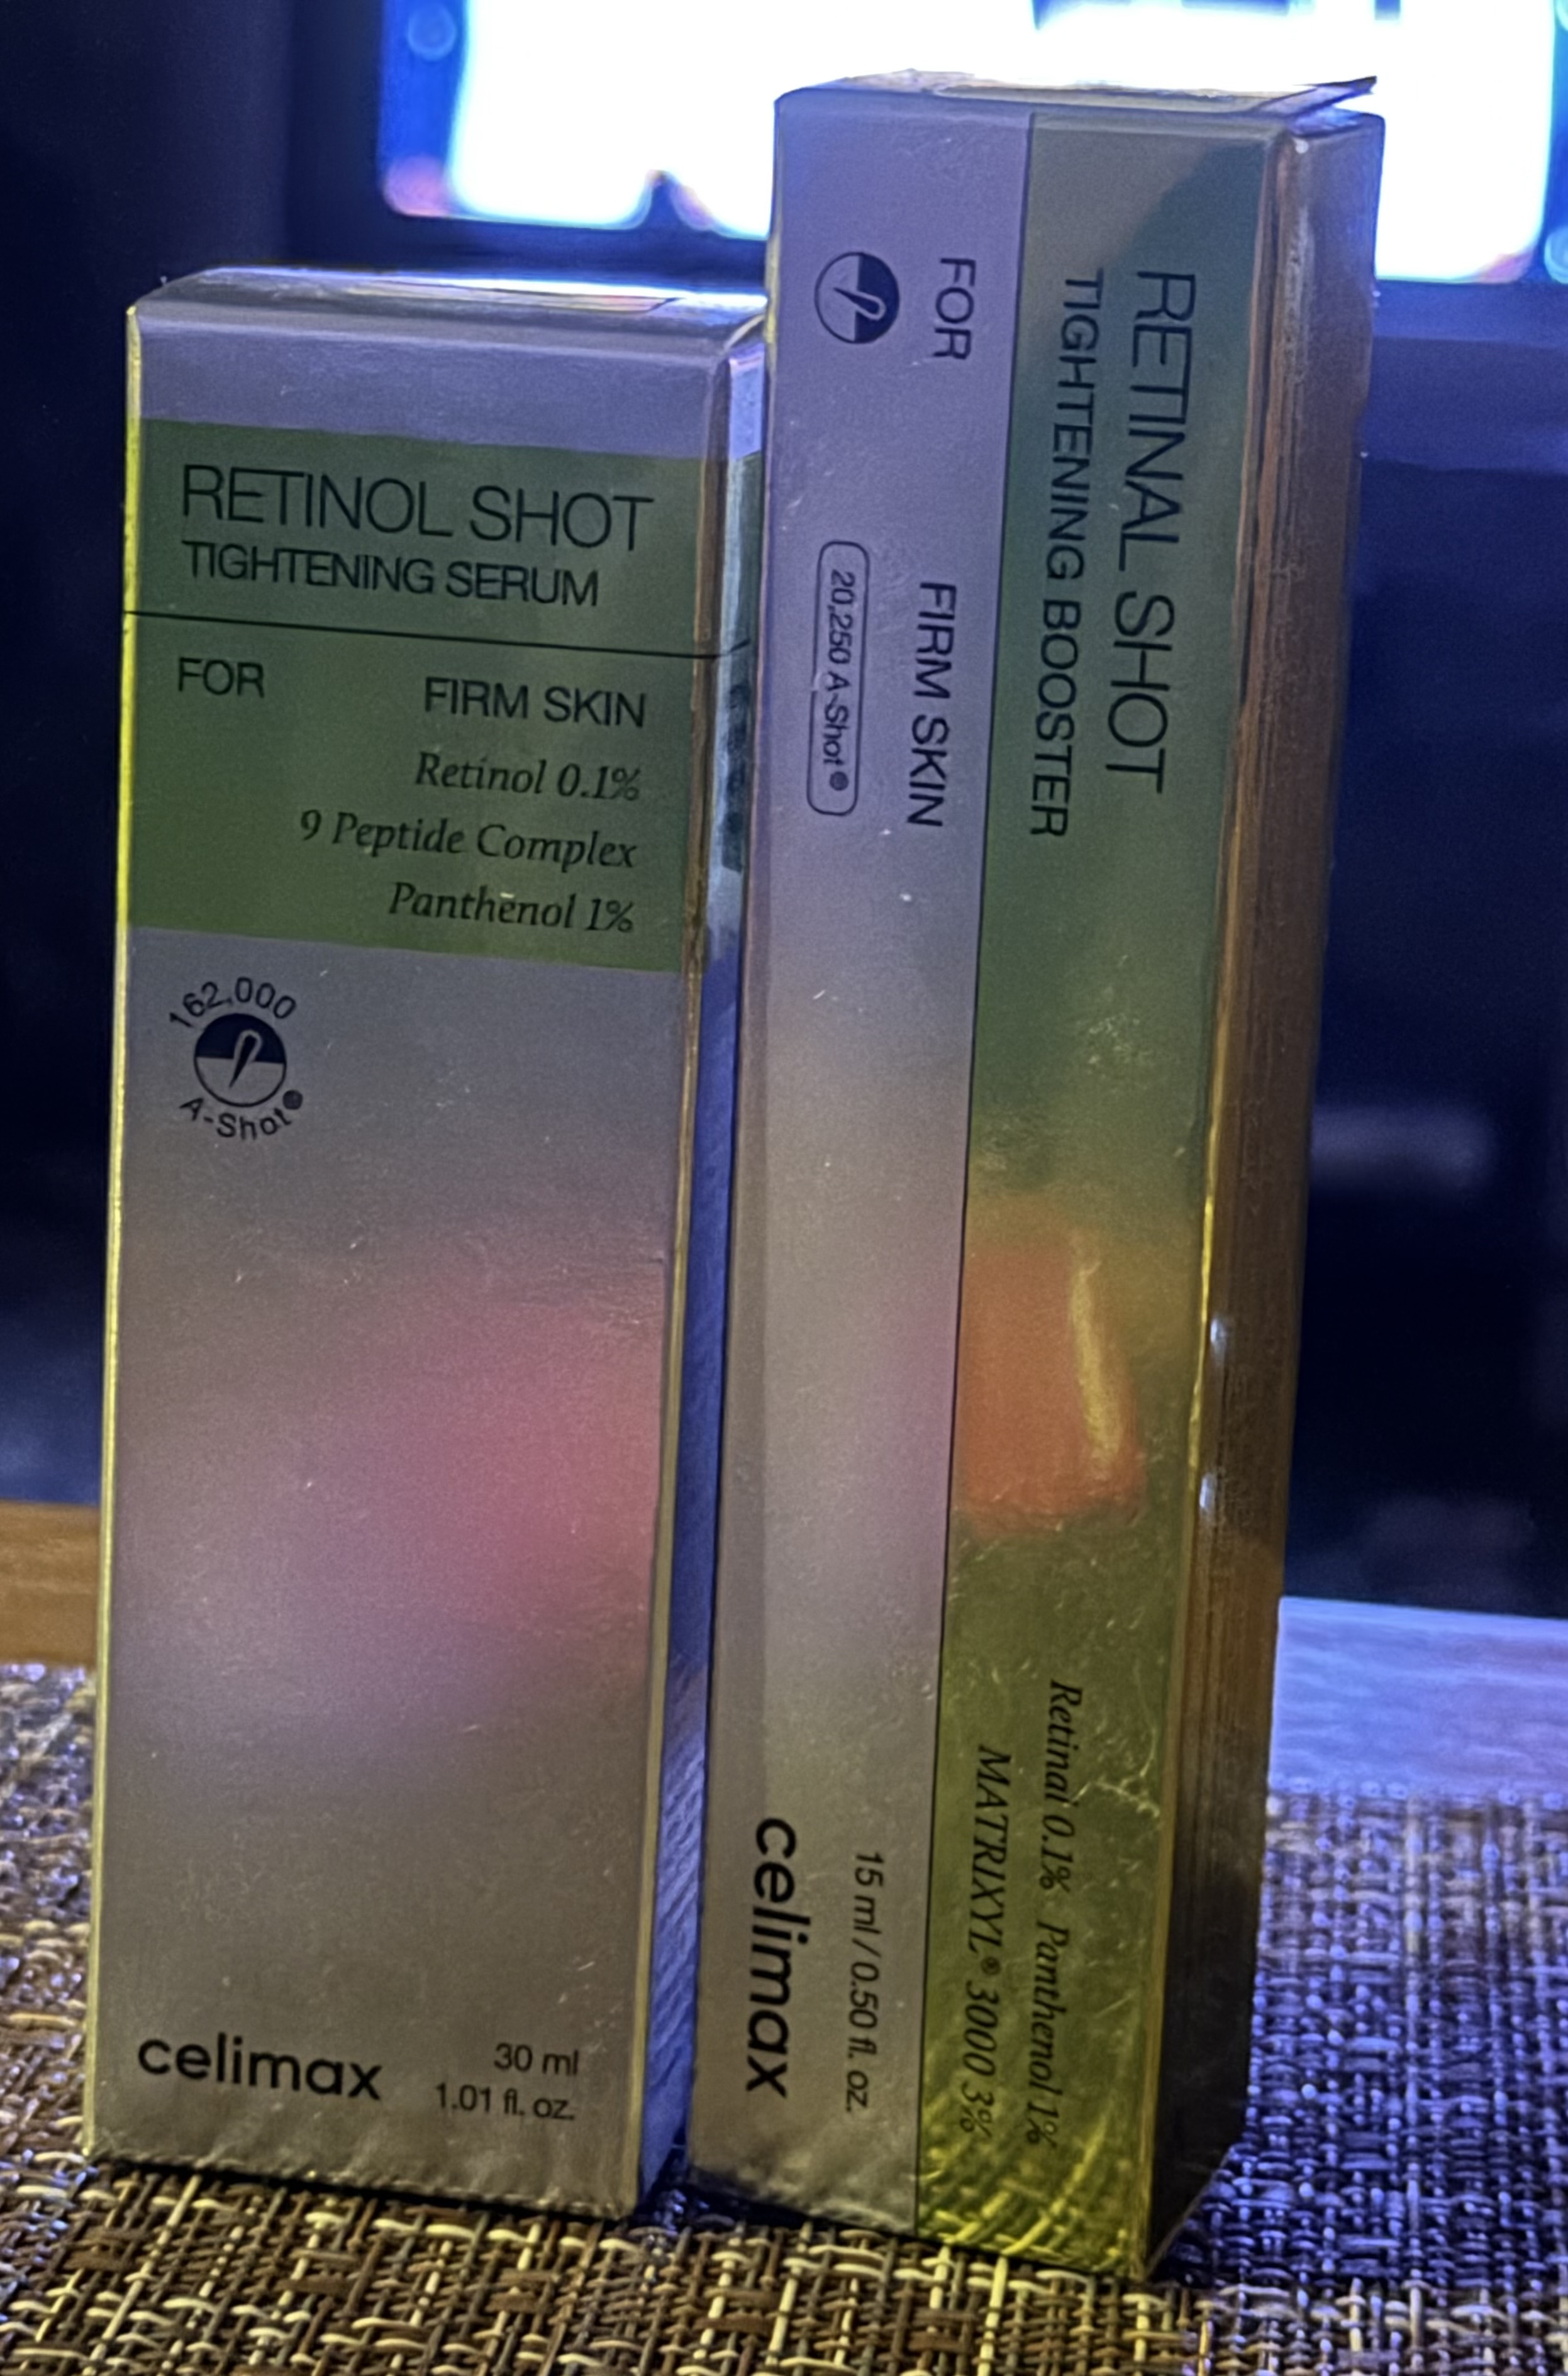 RETINOL SHOT
TIGHTENING SERUM
FOR FIRM SKIN
Retinol 0.1%
9 Peptide Complex
Panthenol 1%
162,000
A-Shot®
celimax
30 ml
1.01 fl. oz.
RETINAL SHOT
TIGHTENING BOOSTER
FOR FIRM SKIN
20,250 A-Shot®
Retinal 0.1% Panthenol 1%
MATRIXYL® 3000 3%
15 ml / 0.50 fl. oz.
celimax